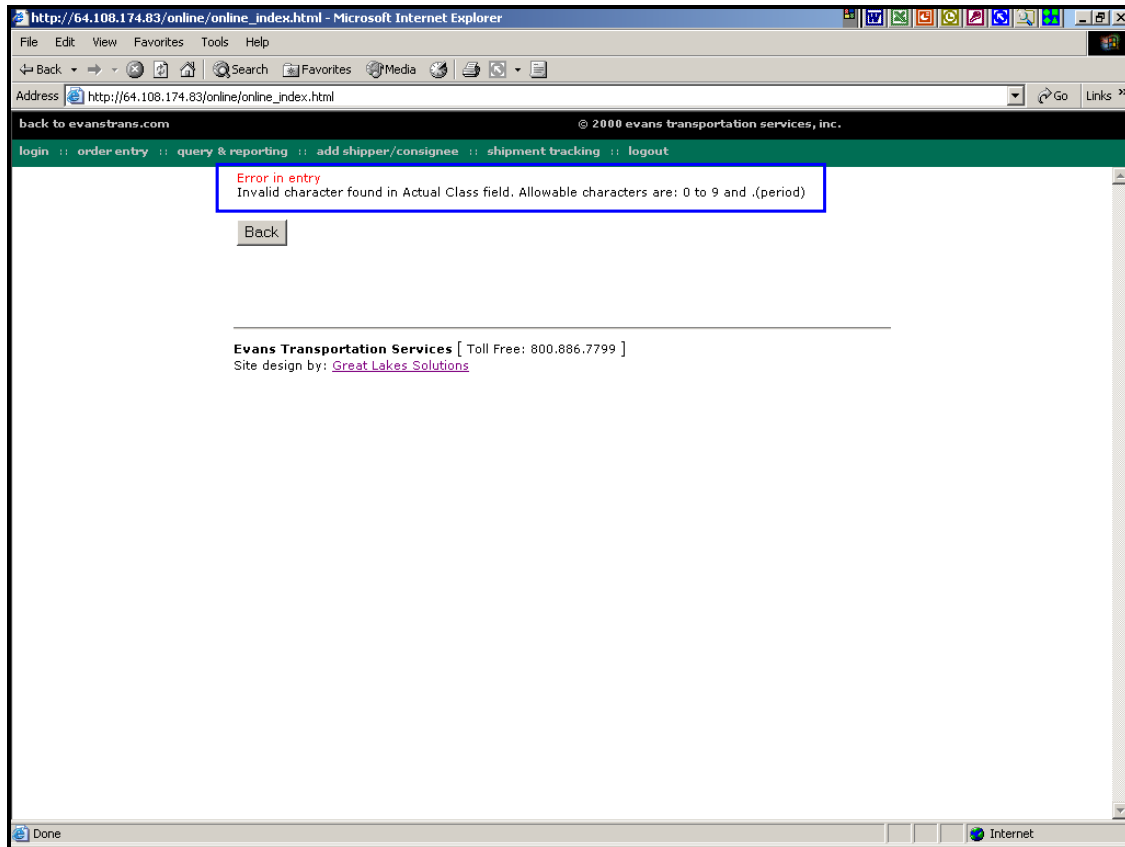 http://64.108.174.83/online/online_index.html - Microsoft Internet Explorer
File Edit View Favorites Tools Help
Back Search Favorites Media
Address http://64.108.174.83/online/online_index.html Go Links »
back to evanstrans.com © 2000 evans transportation services, inc.
login :: order entry :: query & reporting :: add shipper/consignee :: shipment tracking :: logout
Error in entry
Invalid character found in Actual Class field. Allowable characters are: 0 to 9 and .(period)
Back
Evans Transportation Services [ Toll Free: 800.886.7799 ]
Site design by: Great Lakes Solutions
Done Internet